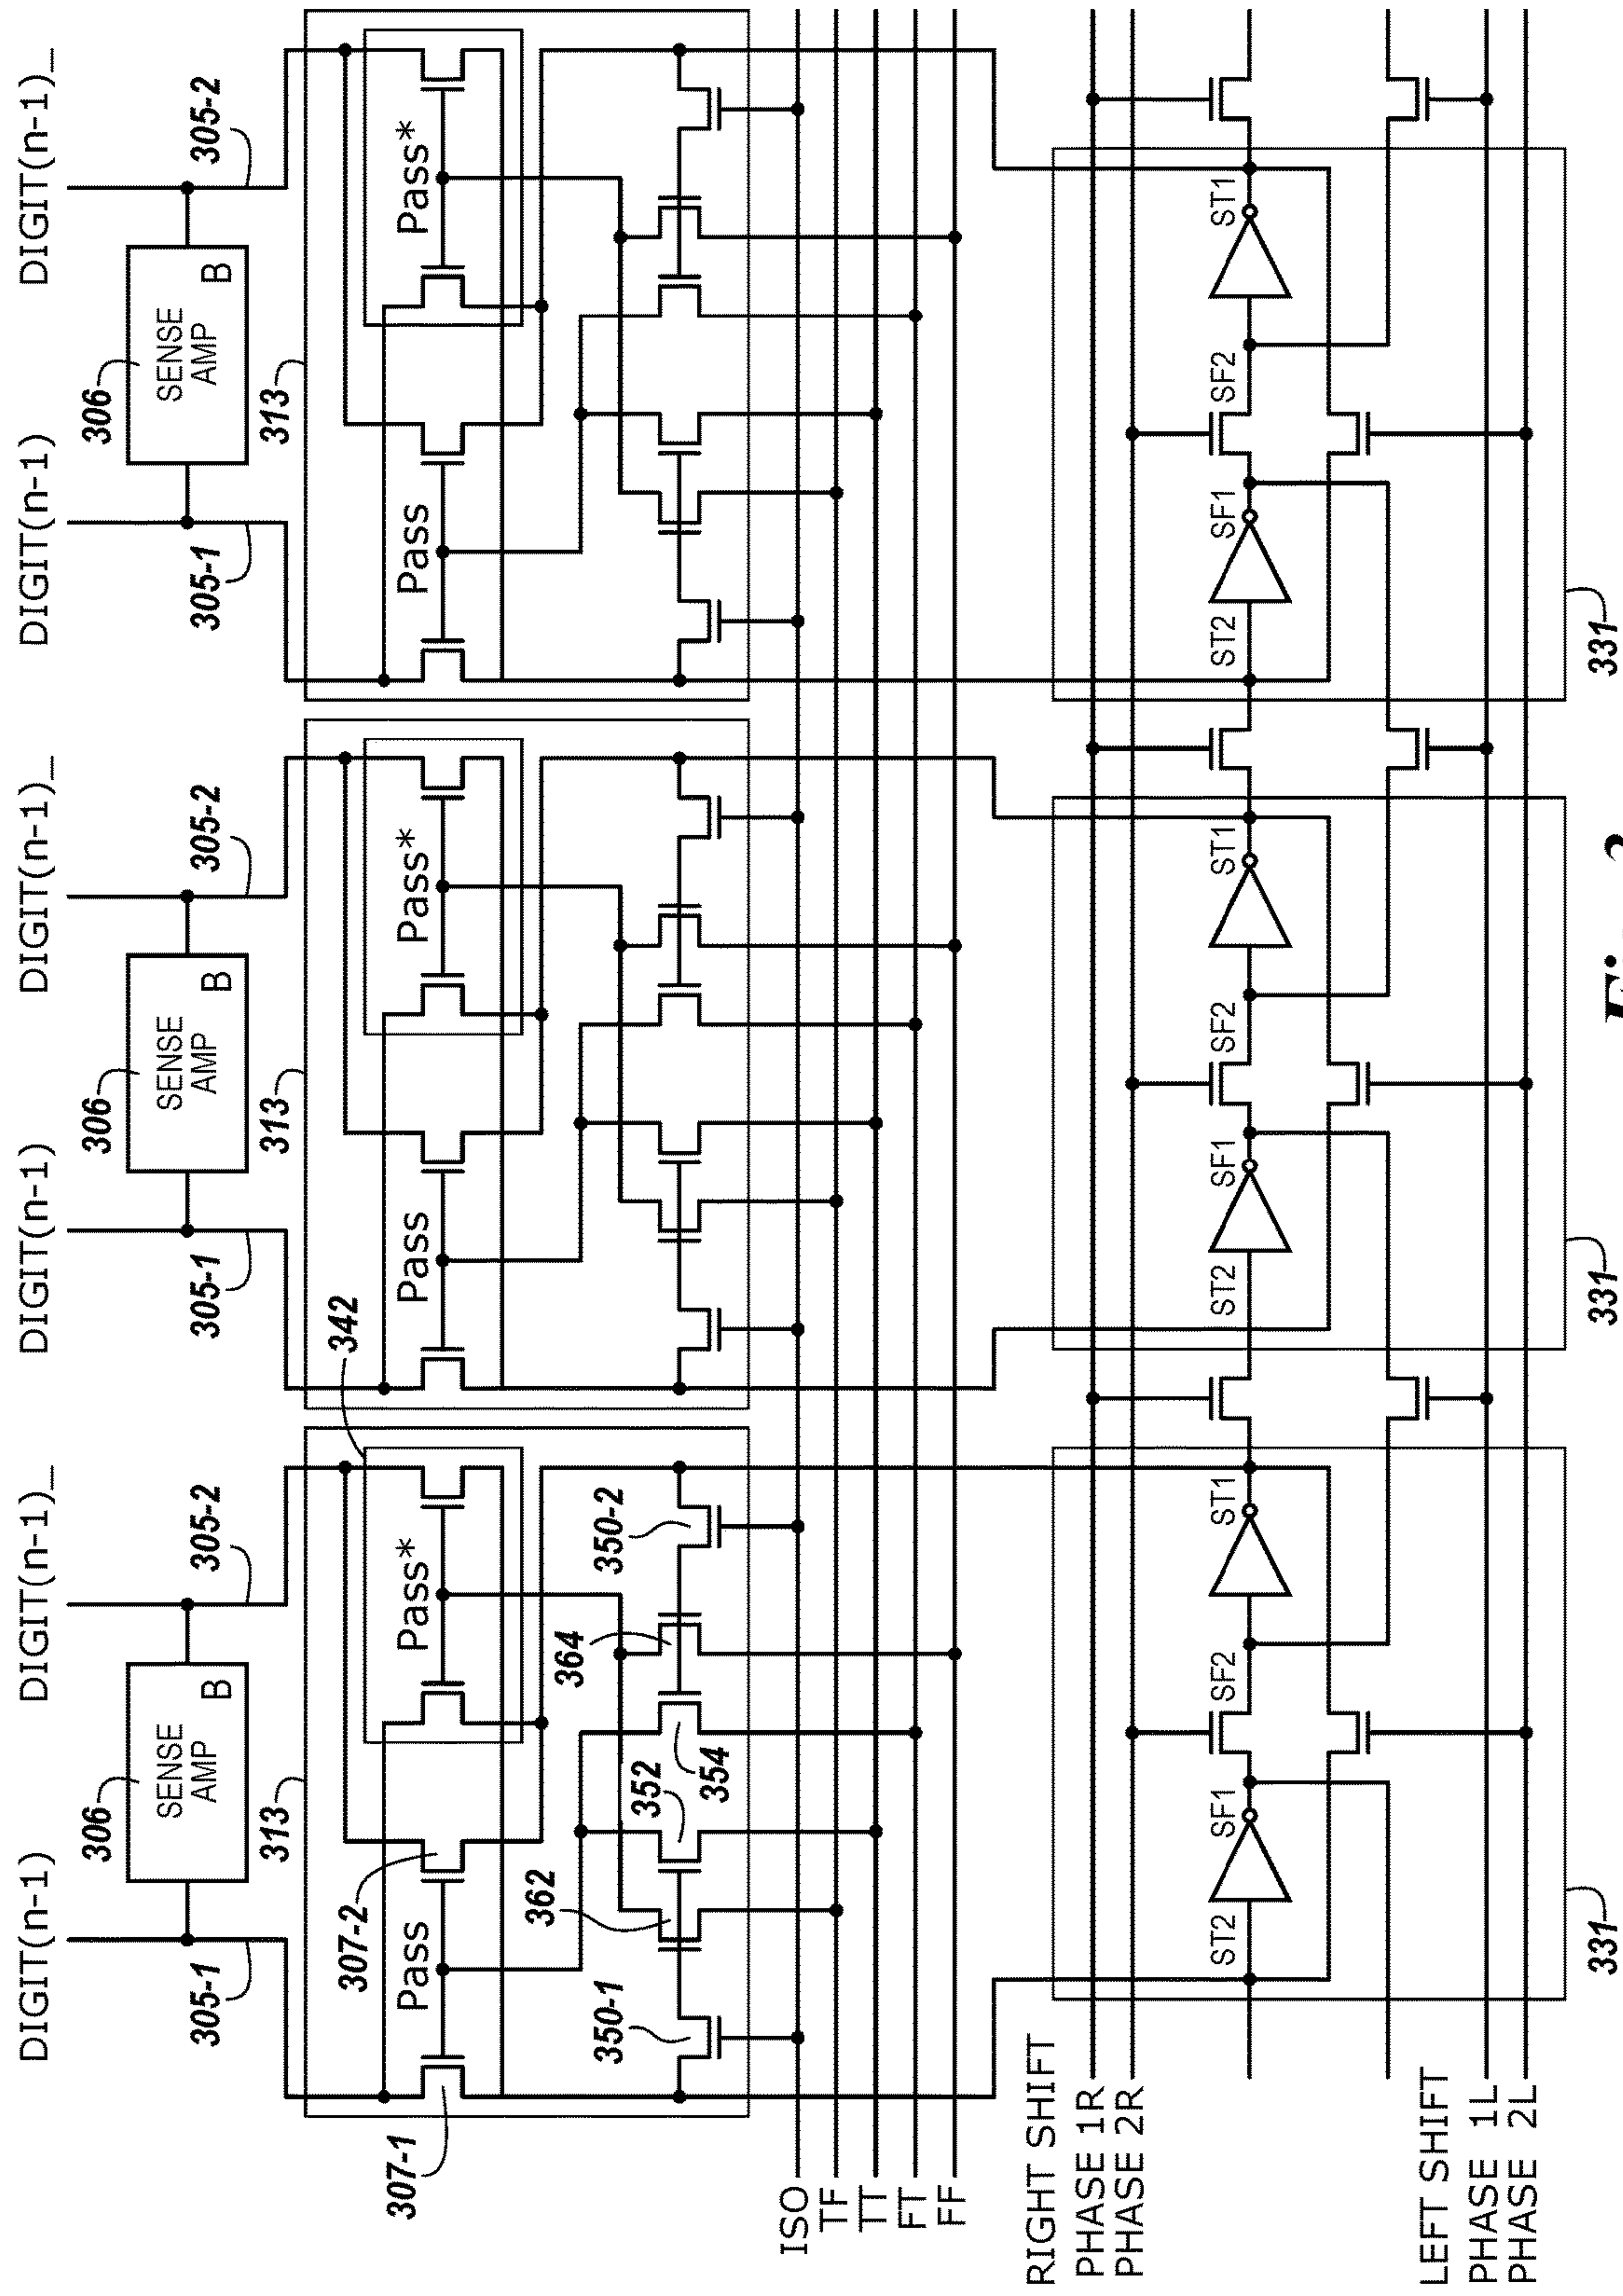 DIGIT(n-1)
DIGIT(n-1)_
DIGIT(n-1)
DIGIT(n-1)_
DIGIT(n-1)
DIGIT(n-1)_
306
SENSE
AMP
B
306
SENSE
AMP
B
306
SENSE
AMP
B
305-1
305-2
305-1
305-2
305-1
305-2
313
342
313
313
307-1
Pass
307-2
Pass*
Pass
Pass*
Pass
Pass*
362
364
350-1
352
354
350-2
ISO
TF
TT
FT
FF
RIGHT SHIFT
PHASE 1R
PHASE 2R
ST2
SF1
SF2
ST1
ST2
SF1
SF2
ST1
ST2
SF1
SF2
ST1
LEFT SHIFT
PHASE 1L
PHASE 2L
331
331
331